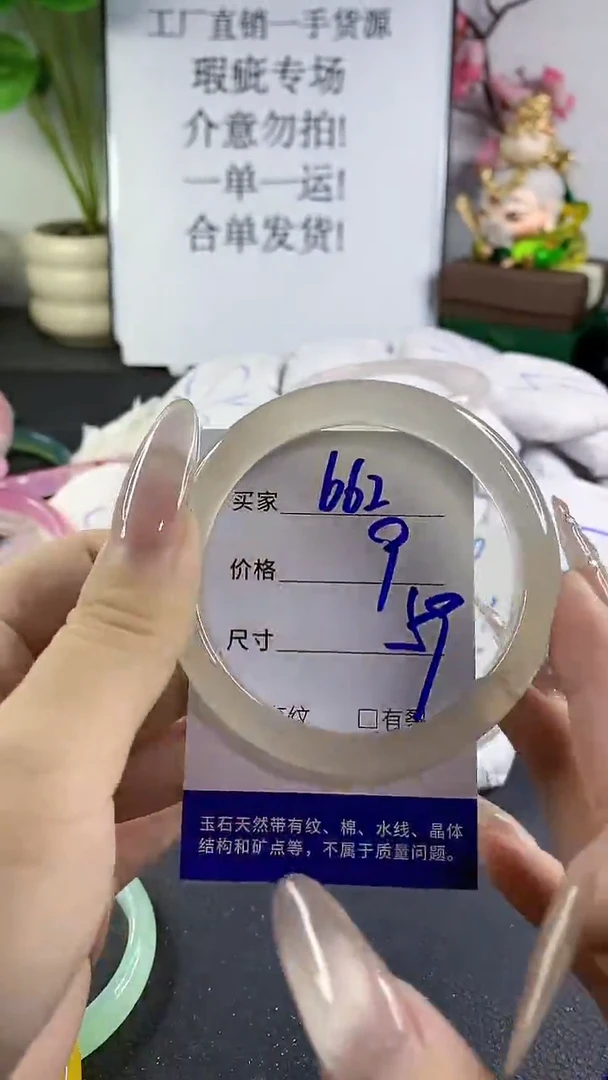 工厂直销一手货源
瑕疵专场
介意勿拍!
一单一运!
合单发货!
买家 662
价格 9
尺寸 59
纹 □有裂
玉石天然带有纹、棉、水线、晶体
结构和矿点等，不属于质量问题。